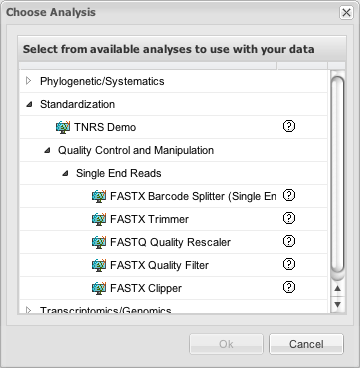 Choose Analysis
Select from available analyses to use with your data
Phylogenetic/Systematics
Standardization
TNRS Demo
Quality Control and Manipulation
Single End Reads
FASTX Barcode Splitter (Single En
FASTX Trimmer
FASTQ Quality Rescaler
FASTX Quality Filter
FASTX Clipper
Transcriptomics/Genomics
Ok
Cancel